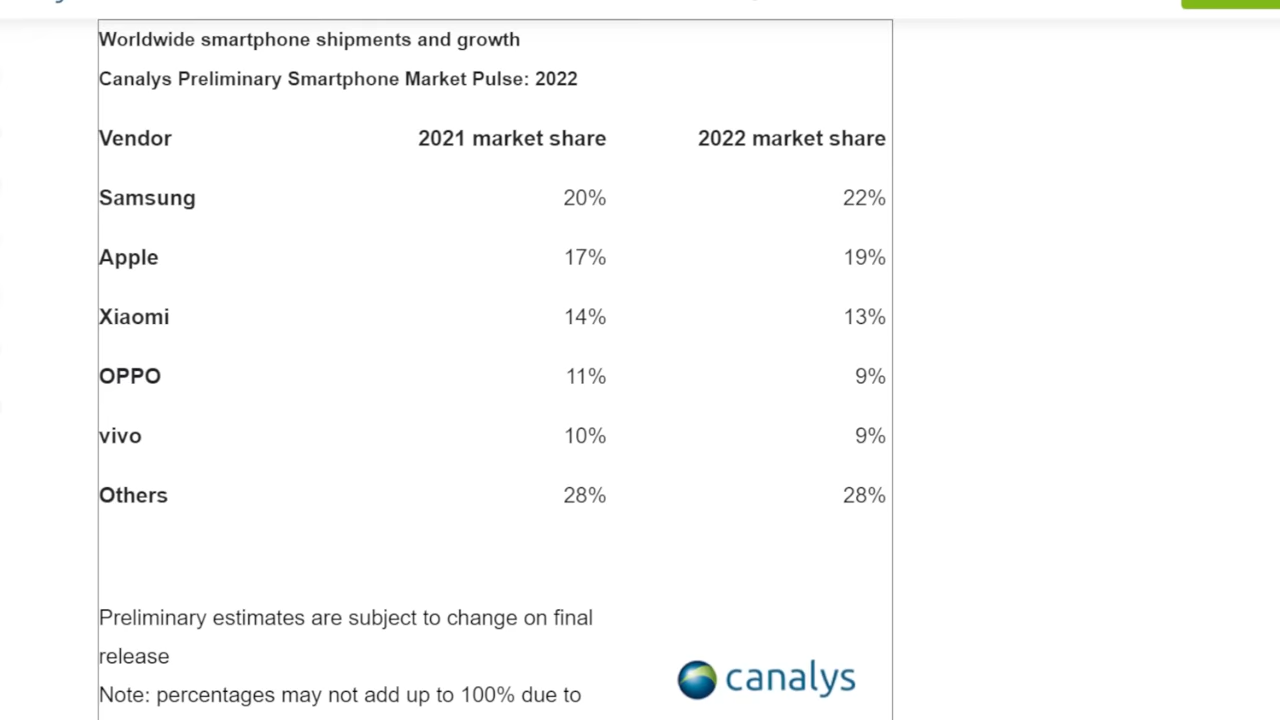 Worldwide smartphone shipments and growth
Canalys Preliminary Smartphone Market Pulse: 2022
Vendor 2021 market share 2022 market share
Samsung 20% 22%
Apple 17% 19%
Xiaomi 14% 13%
OPPO 11% 9%
vivo 10% 9%
Others 28% 28%
Preliminary estimates are subject to change on final
release
canalys
Note: percentages may not add up to 100% due to